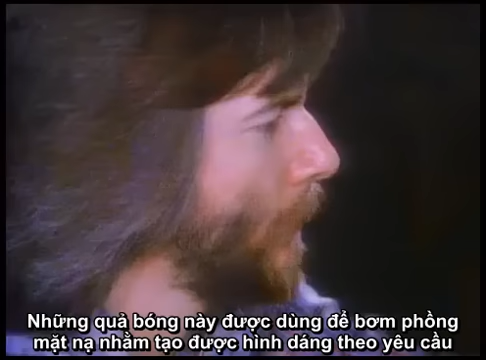 Những quả bóng này được dùng để bơm phồng
mặt nạ nhằm tạo được hình dáng theo yêu cầu